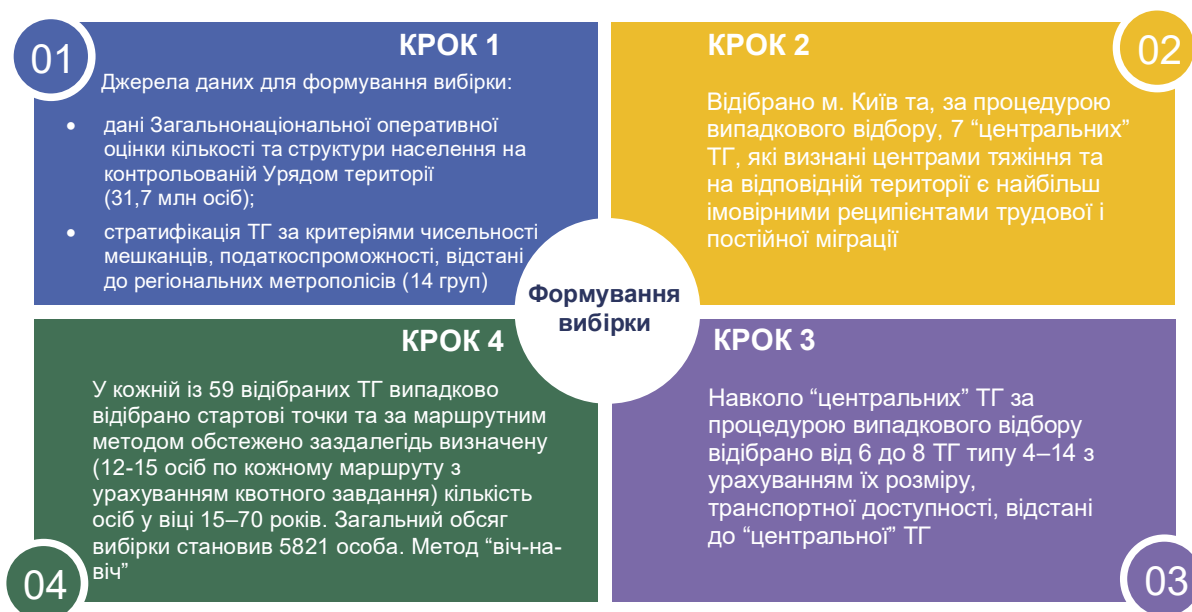 01
КРОК 1
Джерела даних для формування вибірки:
• дані Загальнонаціональної оперативної
оцінки кількості та структури населення на
контрольованій Урядом території
(31,7 млн осіб);
• стратифікація ТГ за критеріями чисельності
мешканців, податкоспроможності, відстані
до регіональних метрополісів (14 груп)
КРОК 2
02
Відібрано м. Київ та, за процедурою
випадкового відбору, 7 “центральних”
ТГ, які визнані центрами тяжіння та
на відповідній території є найбільш
імовірними реципієнтами трудової і
постійної міграції
Формування
вибірки
КРОК 3
Навколо “центральних” ТГ за
процедурою випадкового відбору
відібрано від 6 до 8 ТГ типу 4–14 з
урахуванням їх розміру,
транспортної доступності, відстані
до “центральної” ТГ
03
КРОК 4
У кожній із 59 відібраних ТГ випадково
відібрано стартові точки та за маршрутним
методом обстежено заздалегідь визначену
(12-15 осіб по кожному маршруту з
урахуванням квотного завдання) кількість
осіб у віці 15–70 років. Загальний обсяг
вибірки становив 5821 особа. Метод “віч-на-
віч”
04